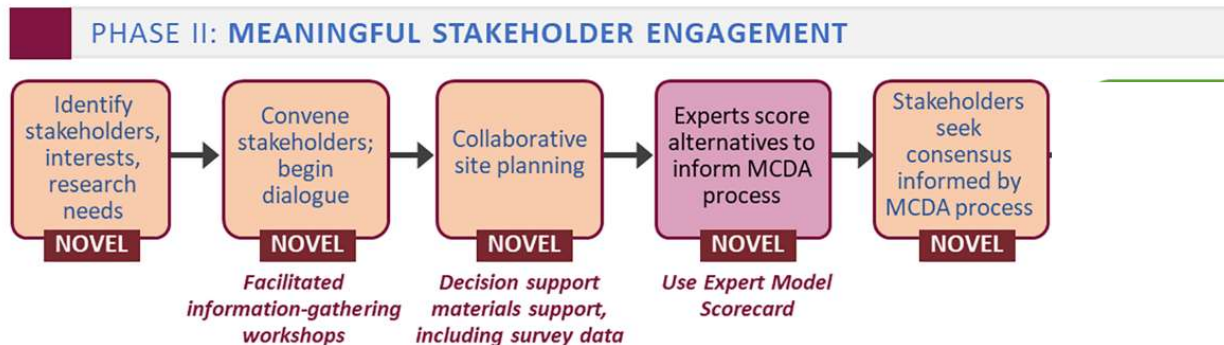 PHASE II: MEANINGFUL STAKEHOLDER ENGAGEMENT
Identify
stakeholders,
interests,
research
needs
NOVEL
Convene
stakeholders;
begin
dialogue
NOVEL
Facilitated
information-gathering
workshops
Collaborative
site planning
NOVEL
Decision support
materials support,
including survey data
Experts score
alternatives to
inform MCDA
process
NOVEL
Use Expert Model
Scorecard
Stakeholders
seek
consensus
informed by
MCDA process
NOVEL